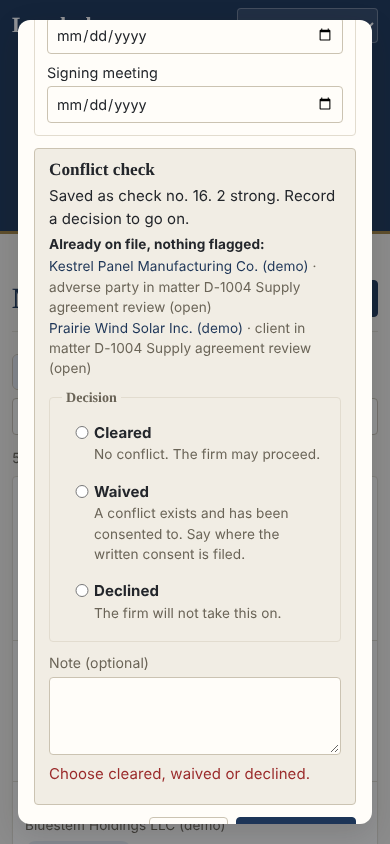 mm/dd/yyyy
Signing meeting
mm/dd/yyyy
Conflict check
Saved as check no. 16. 2 strong. Record
a decision to go on.
Already on file, nothing flagged:
Kestrel Panel Manufacturing Co. (demo) ·
adverse party in matter D-1004 Supply
agreement review (open)
Prairie Wind Solar Inc. (demo) · client in
matter D-1004 Supply agreement review
(open)
Decision
Cleared
No conflict. The firm may proceed.
Waived
A conflict exists and has been
consented to. Say where the
written consent is filed.
Declined
The firm will not take this on.
Note (optional)
Choose cleared, waived or declined.
Bluestem Holdings LLC (demo)